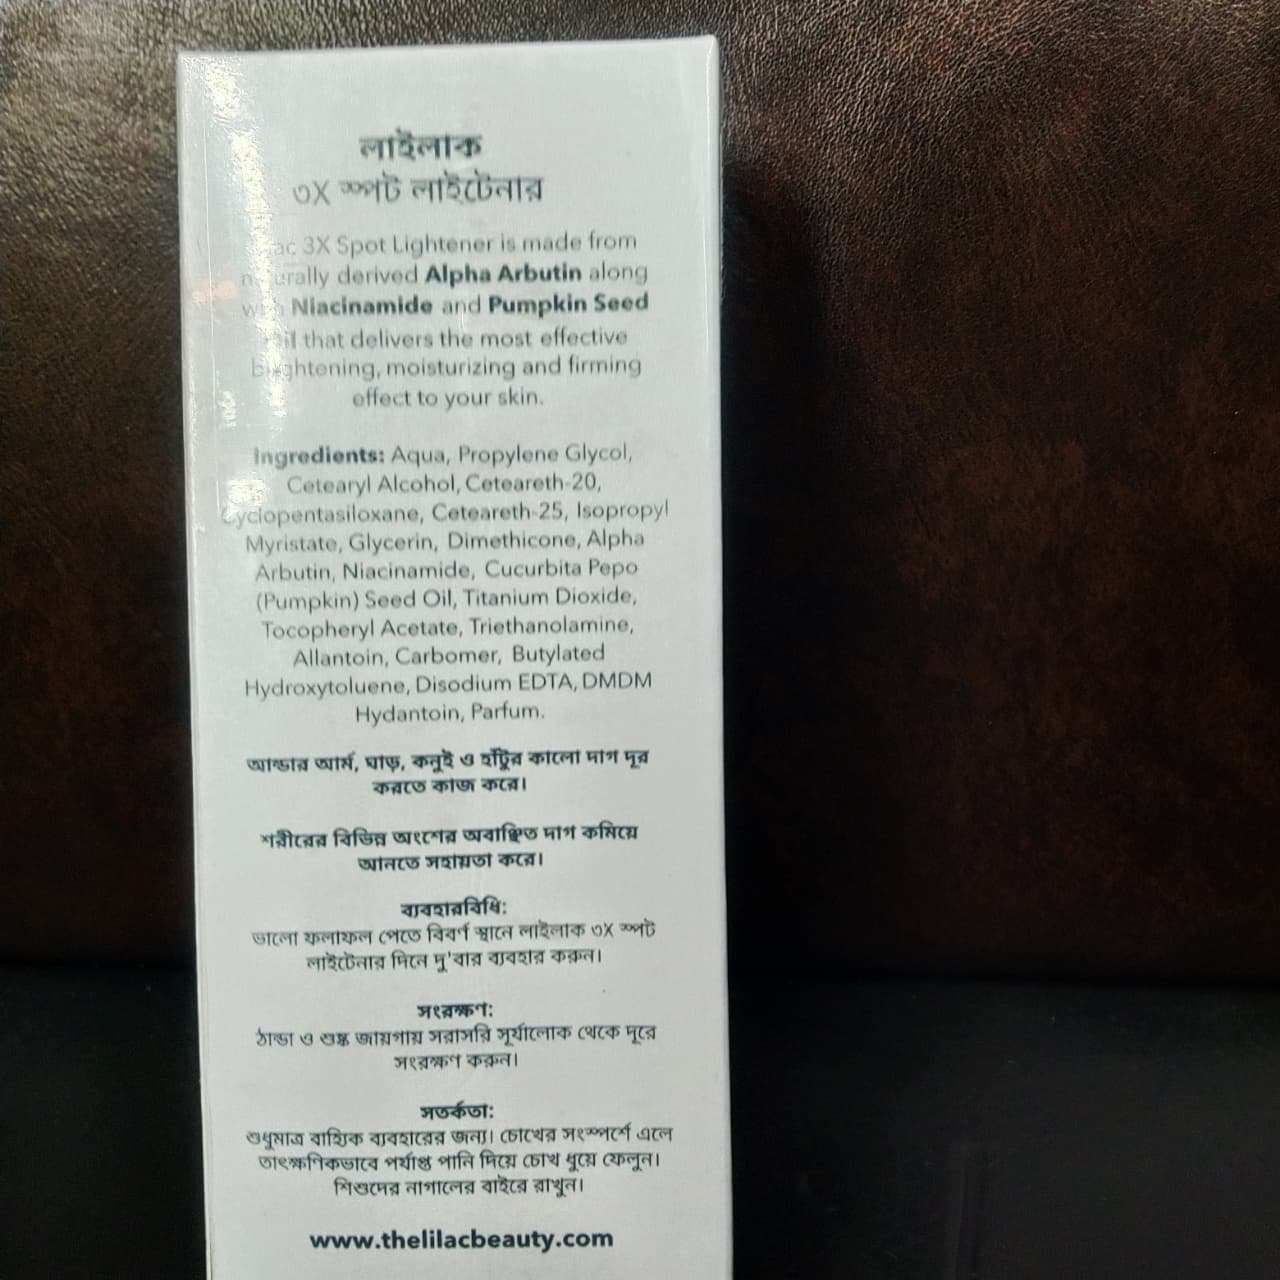 লাইলাক
৩X স্পট লাইটেনার
3X Spot Lightener is made from
derived Alpha Arbutin along
Niacinamide and Pumpkin Seed
that delivers the most effective
moisturizing and firming
effect to your skin.
Ingredients: Aqua, Propylene Glycol,
Cetearyl Alcohol, Ceteareth-20,
Cyclopentasiloxane, Ceteareth-25, Isopropyl
Myristate, Glycerin, Dimethicone, Alpha
Arbutin, Niacinamide, Cucurbita Pepo
(Pumpkin) Seed Oil, Titanium Dioxide,
Tocopheryl Acetate, Triethanolamine,
Allantoin, Carbomer, Butylated
Hydroxytoluene, Disodium EDTA, DMDM
Hydantoin, Parfum.
আন্ডার আর্ম, ঘাড়, কনুই ও হাঁটুর কালো দাগ দূর
করতে কাজ করে।
শরীরের বিভিন্ন অংশের অবাঞ্ছিত দাগ কমিয়ে
আনতে সহায়তা করে।
ব্যবহারবিধি:
ভালো ফলাফল পেতে বিবর্ণ স্থানে লাইলাক ৩X স্পট
লাইটেনার দিনে দু'বার ব্যবহার করুন।
সংরক্ষণ:
ঠান্ডা ও শুষ্ক জায়গায় সরাসরি সূর্যালোক থেকে দূরে
সংরক্ষণ করুন।
সতর্কতা:
শুধুমাত্র বাহ্যিক ব্যবহারের জন্য। চোখের সংস্পর্শে এলে
তাৎক্ষণিকভাবে পর্যাপ্ত পানি দিয়ে চোখ ধুয়ে ফেলুন।
শিশুদের নাগালের বাইরে রাখুন।
www.thelilacbeauty.com